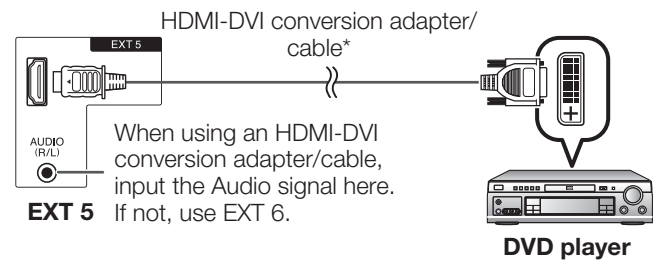 HDMI-DVI conversion adapter/
cable*
EXT 5
AUDIO
(R/L)
When using an HDMI-DVI
conversion adapter/cable,
input the Audio signal here.
If not, use EXT 6.
EXT 5
DVD player